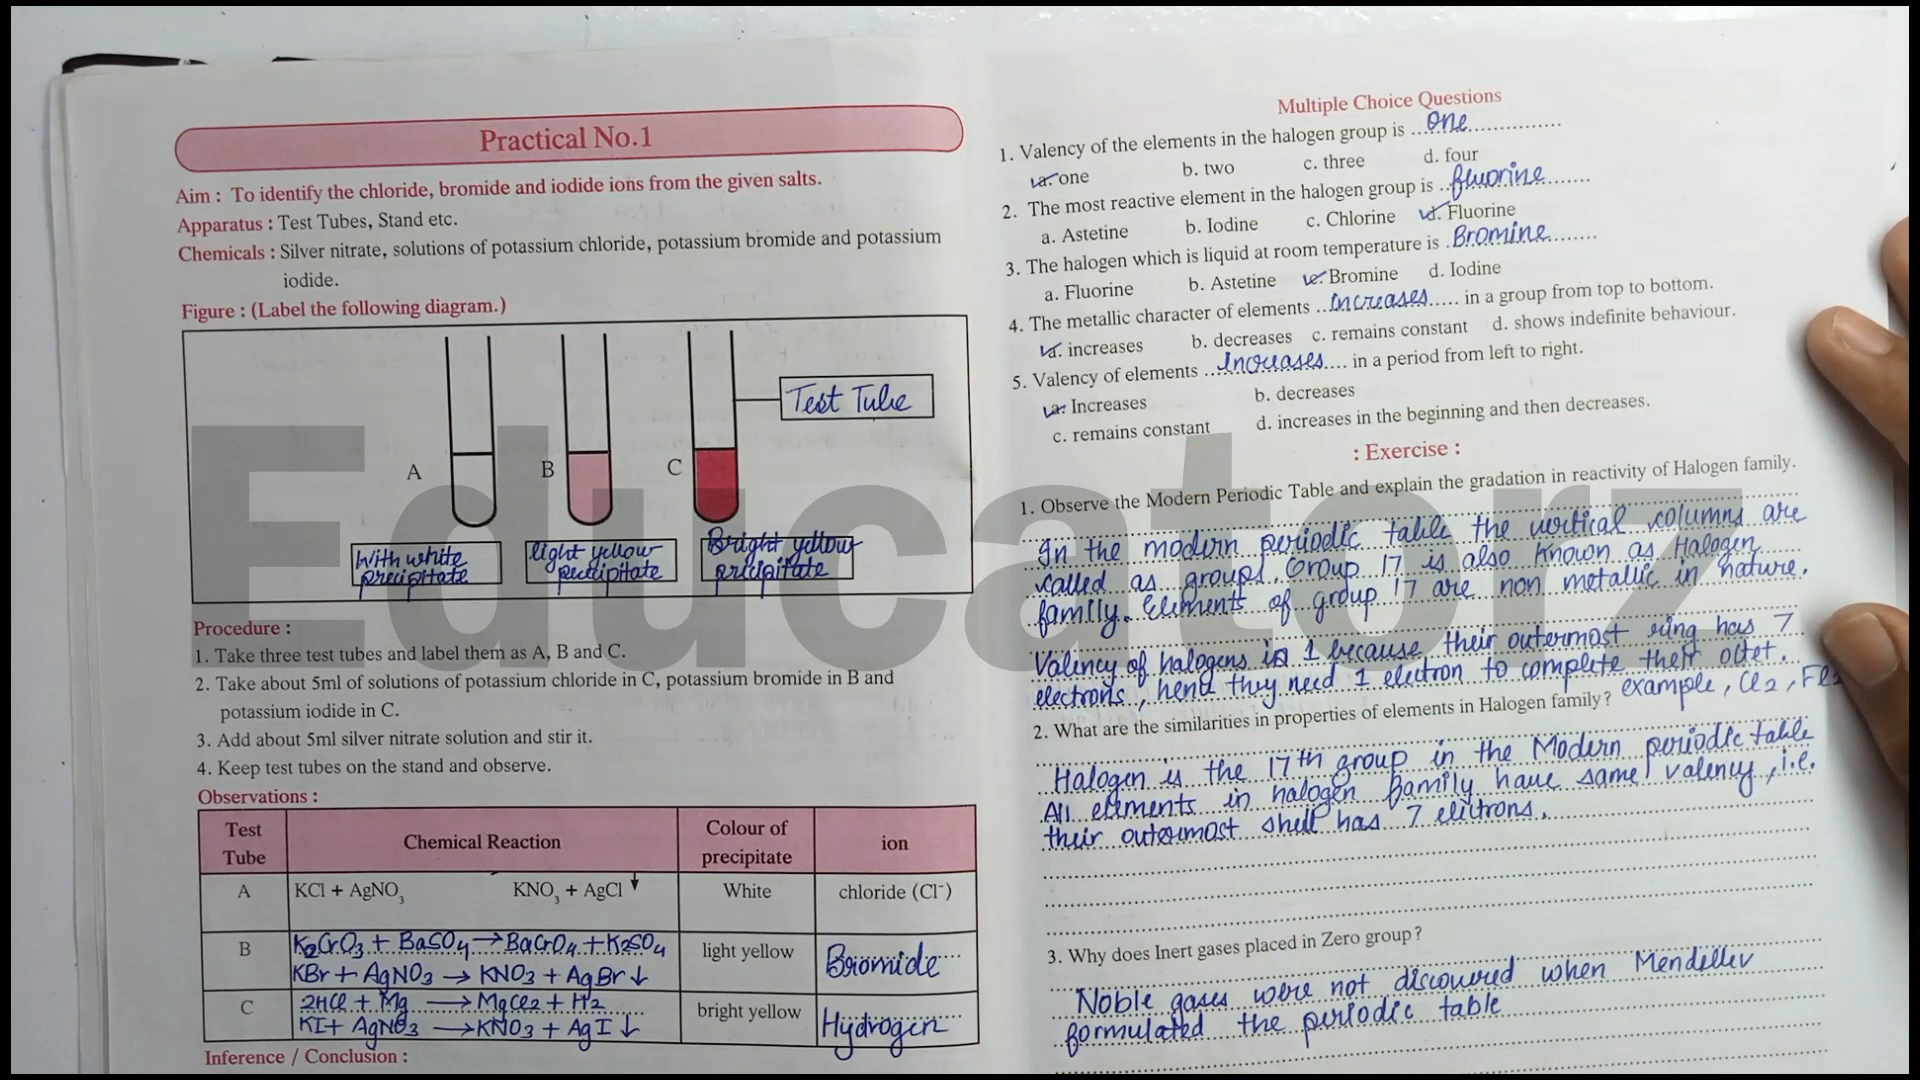 Practical No.1
Aim : To identify the chloride, bromide and iodide ions from the given salts.
Apparatus : Test Tubes, Stand etc.
Chemicals : Silver nitrate, solutions of potassium chloride, potassium bromide and potassium
iodide.
Figure : (Label the following diagram.)
Test Tube
A
B
C
With white
precipitate
light yellow
precipitate
Bright yellow
pricipitate
Procedure :
1. Take three test tubes and label them as A, B and C.
2. Take about 5ml of solutions of potassium chloride in C, potassium bromide in B and
potassium iodide in C.
3. Add about 5ml silver nitrate solution and stir it.
4. Keep test tubes on the stand and observe.
Observations :
Test Tube Chemical Reaction Colour of precipitate ion
A KCl + AgNO₃ KNO₃ + AgCl ↓ White chloride (Cl⁻)
B K₂CrO₃ + BaSO₄ → BaCrO₄ + K₂SO₄
KBr + AgNO₃ → KNO₃ + AgBr ↓ light yellow Bromide
C 2HCl + Mg → MgCl₂ + H₂
KI + AgNO₃ → KNO₃ + AgI ↓ bright yellow Hydrogen
Inference / Conclusion :
Multiple Choice Questions
1. Valency of the elements in the halogen group is one
a. one b. two c. three d. four
2. The most reactive element in the halogen group is fluorine
a. Astetine b. Iodine c. Chlorine d. Fluorine
3. The halogen which is liquid at room temperature is Bromine
a. Fluorine b. Astetine c. Bromine d. Iodine
4. The metallic character of elements increases in a group from top to bottom.
a. increases b. decreases c. remains constant d. shows indefinite behaviour.
5. Valency of elements Increases in a period from left to right.
a. Increases b. decreases
c. remains constant d. increases in the beginning and then decreases.
: Exercise :
1. Observe the Modern Periodic Table and explain the gradation in reactivity of Halogen family.
In the modern periodic table the vertical columns are
called as groups. Group 17 is also known as Halogen
family. Elements of group 17 are non metallic in nature.
Valency of halogens is 1 because their outermost ring has 7
electrons, hence they need 1 electron to complete their octet.
example, Cl₂,
2. What are the similarities in properties of elements in Halogen family?
Halogen is the 17th group in the Modern periodic table
All elements in halogen family have same valency, i.e.
their outermost shell has 7 electrons.
3. Why does Inert gases placed in Zero group?
Noble gases were not discovered when Mendellev
formulated the periodic table
Educatorz